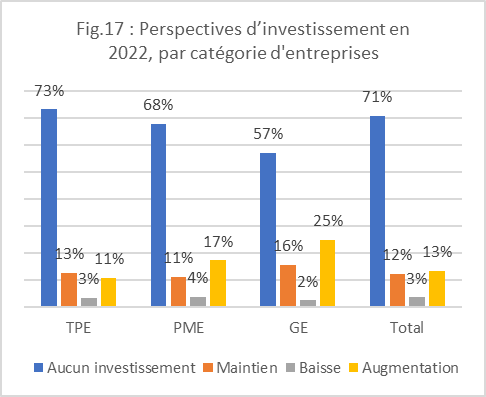 Fig.17 : Perspectives d’investissement en
2022, par catégorie d'entreprises
73%
13%
3%
11%
68%
11%
4%
17%
57%
16%
2%
25%
71%
12%
3%
13%
TPE
PME
GE
Total
Aucun investissement
Maintien
Baisse
Augmentation